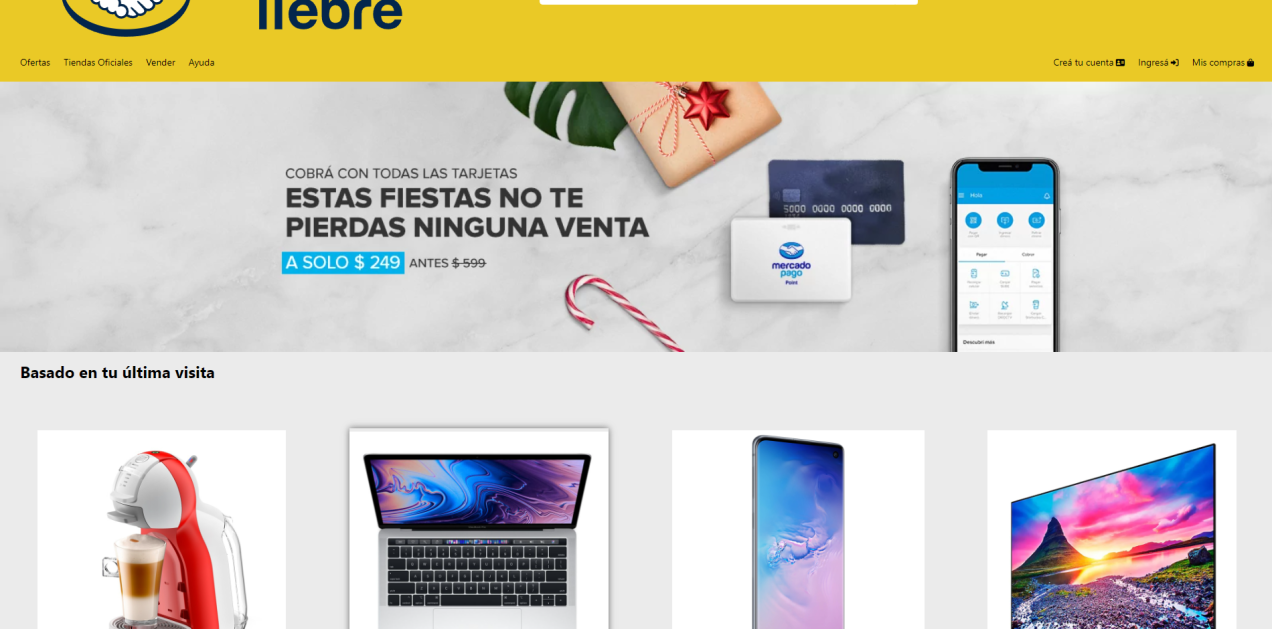 llebre
Ofertas Tiendas Oficiales Vender Ayuda
Creá tu cuenta Ingresá Mis compras
COBRÁ CON TODAS LAS TARJETAS
ESTAS FIESTAS NO TE
PIERDAS NINGUNA VENTA
A SOLO $ 249 ANTES $ 599
5000 0000 0000 0000
mercado
pago
Point
Hola
Pagar Cobrar
Descubrí más
Basado en tu última visita